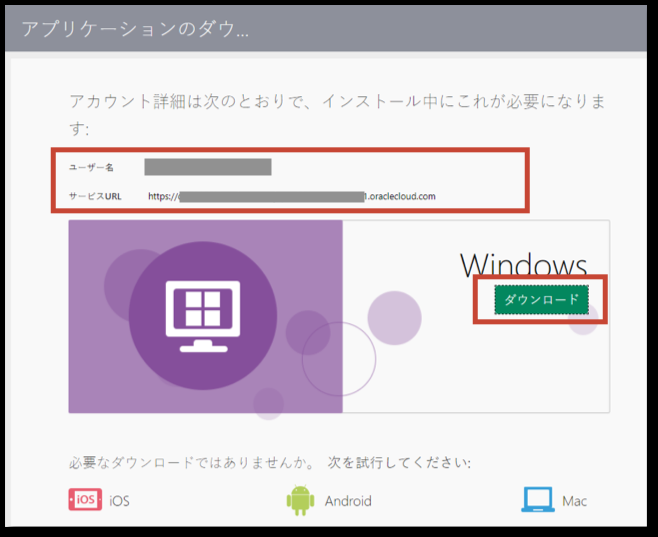 アプリケーションのダウ...
アカウント詳細は次のとおりで、インストール中にこれが必要になりま
す:
ユーザー名
サービスURL https:// 1.oraclecloud.com
Windows
ダウンロード
必要なダウンロードではありませんか。 次を試行してください:
iOS iOS Android Mac